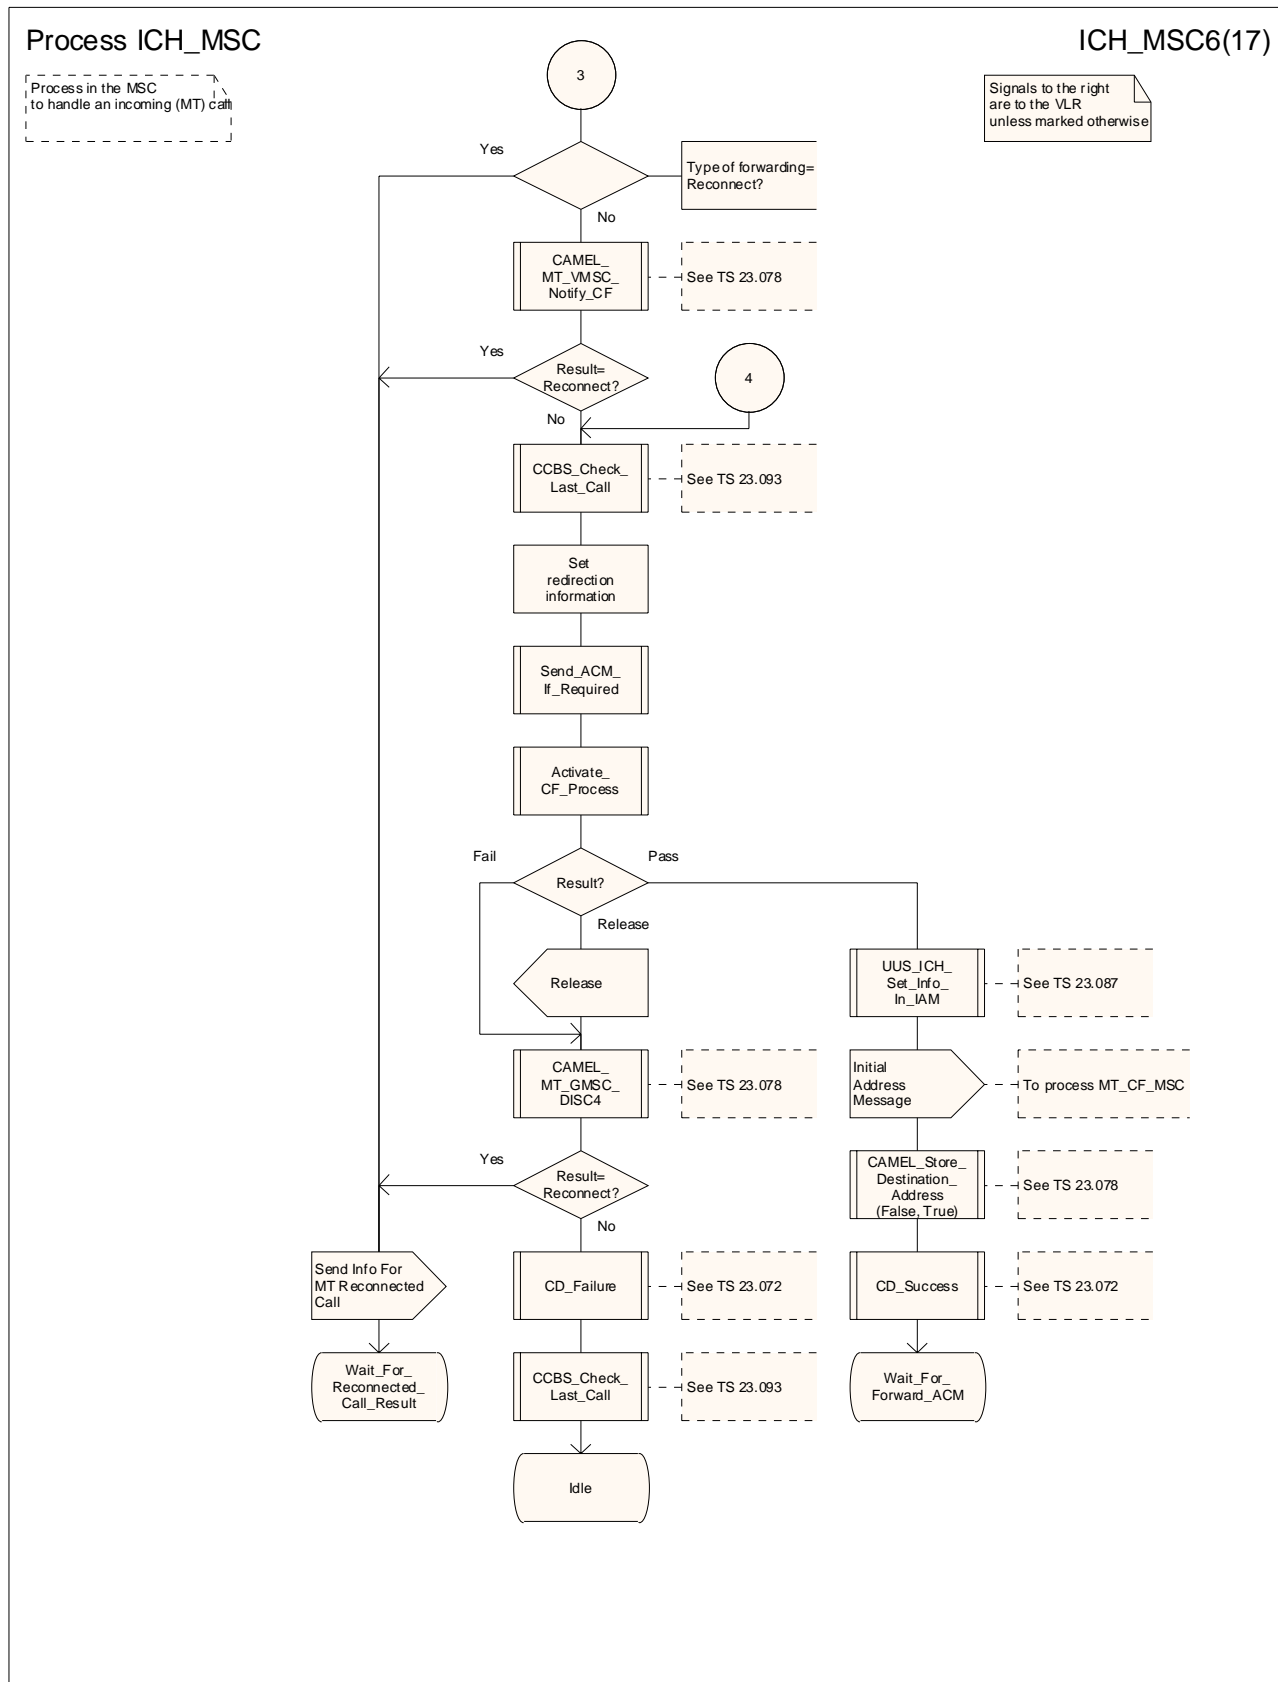 Process ICH_MSC
ICH_MSC6(17)
Process in the MSC
to handle an incoming (MT) call
Signals to the right
are to the VLR
unless marked otherwise
3
Yes
Type of forwarding=
Reconnect?
No
CAMEL_
MT_VMSC_
Notify_CF
See TS 23.078
Yes
Result=
Reconnect?
4
No
CCBS_Check_
Last_Call
See TS 23.093
Set
redirection
information
Send_ACM_
If_Required
Activate_
CF_Process
Fail
Pass
Result?
Release
Release
UUS_ICH_
Set_Info_
In_IAM
See TS 23.087
CAMEL_
MT_GMSC_
DISC4
See TS 23.078
Initial
Address
Message
To process MT_CF_MSC
Yes
Result=
Reconnect?
No
CAMEL_Store_
Destination_
Address
(False, True)
See TS 23.078
Send Info For
MT Reconnected
Call
CD_Failure
See TS 23.072
CD_Success
See TS 23.072
Wait_For_
Reconnected_
Call_Result
CCBS_Check_
Last_Call
See TS 23.093
Wait_For_
Forward_ACM
Idle